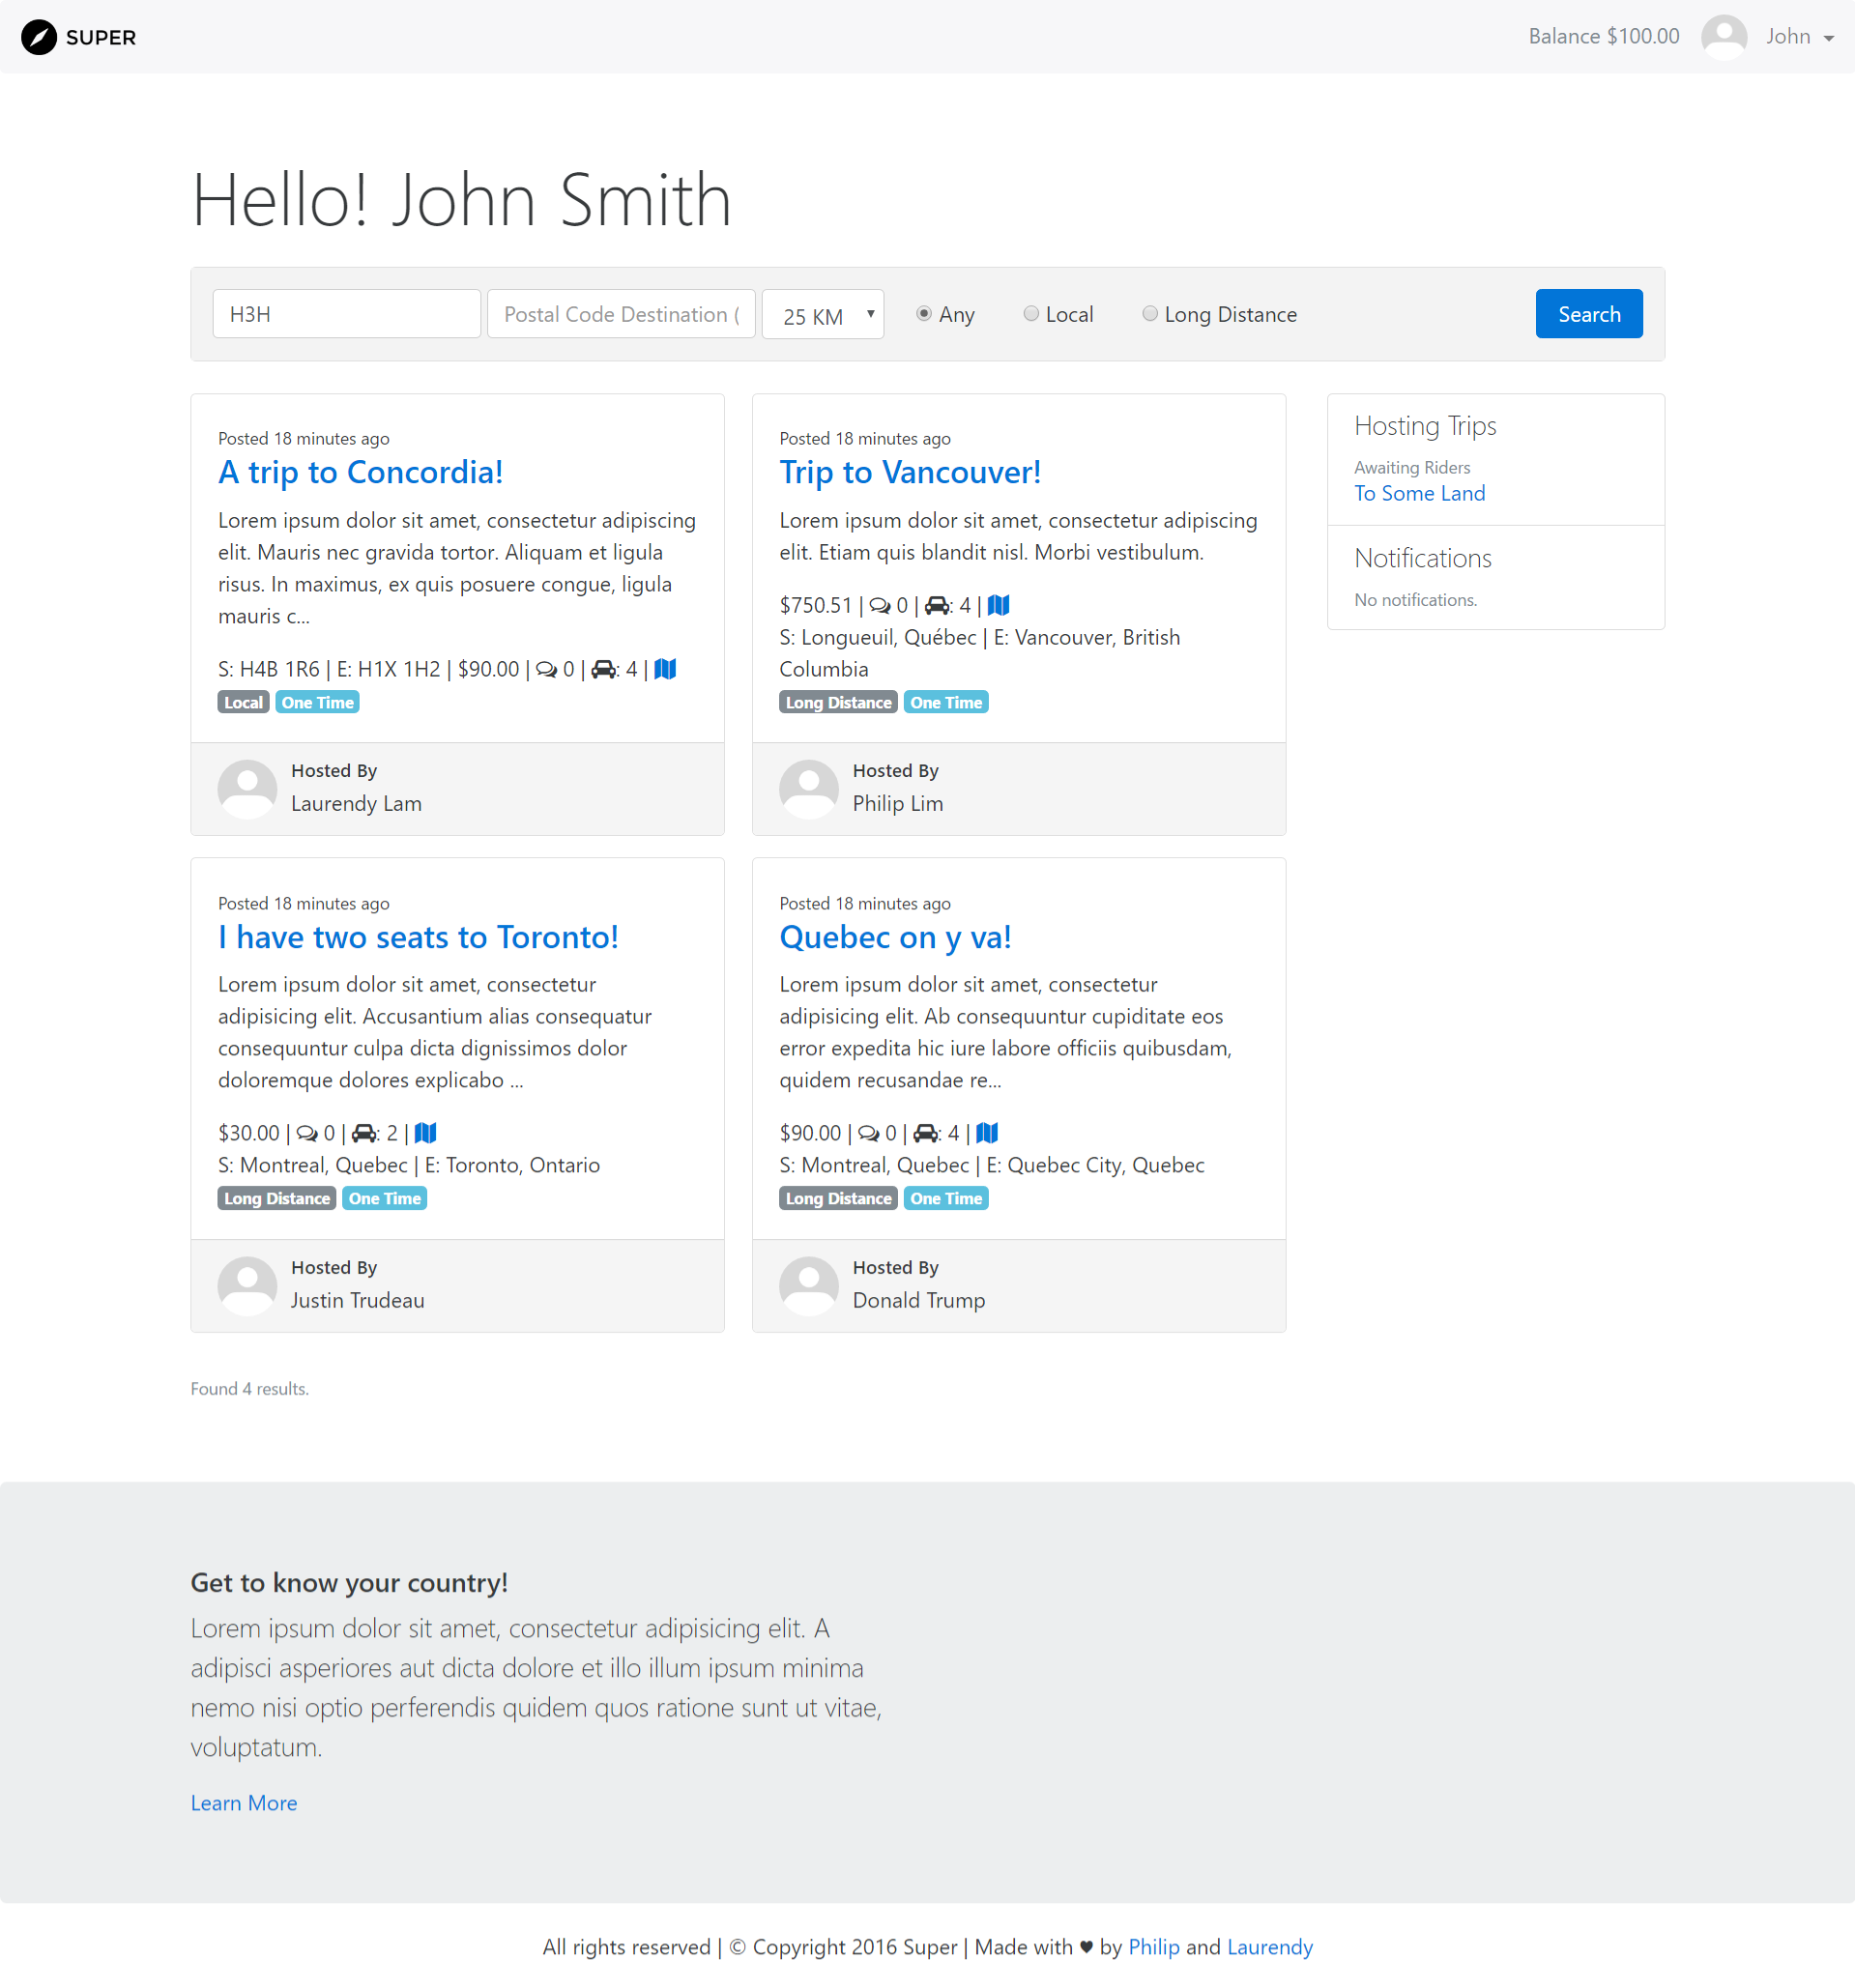 SUPER
Balance $100.00
John
Hello! John Smith
H3H
Postal Code Destination (
25 KM
Any
Local
Long Distance
Search
Posted 18 minutes ago
A trip to Concordia!
Lorem ipsum dolor sit amet, consectetur adipiscing
elit. Mauris nec gravida tortor. Aliquam et ligula
risus. In maximus, ex quis posuere congue, ligula
mauris c...
S: H4B 1R6 | E: H1X 1H2 | $90.00 | 0 | : 4 |
Local One Time
Hosted By
Laurendy Lam
Posted 18 minutes ago
Trip to Vancouver!
Lorem ipsum dolor sit amet, consectetur adipiscing
elit. Etiam quis blandit nisl. Morbi vestibulum.
$750.51 | 0 | : 4 |
S: Longueuil, Québec | E: Vancouver, British
Columbia
Long Distance One Time
Hosted By
Philip Lim
Hosting Trips
Awaiting Riders
To Some Land
Notifications
No notifications.
Posted 18 minutes ago
I have two seats to Toronto!
Lorem ipsum dolor sit amet, consectetur
adipisicing elit. Accusantium alias consequatur
consequuntur culpa dicta dignissimos dolor
doloremque dolores explicabo ...
$30.00 | 0 | : 2 |
S: Montreal, Quebec | E: Toronto, Ontario
Long Distance One Time
Hosted By
Justin Trudeau
Posted 18 minutes ago
Quebec on y va!
Lorem ipsum dolor sit amet, consectetur
adipisicing elit. Ab consequuntur cupiditate eos
error expedita hic iure labore officiis quibusdam,
quidem recusandae re...
$90.00 | 0 | : 4 |
S: Montreal, Quebec | E: Quebec City, Quebec
Long Distance One Time
Hosted By
Donald Trump
Found 4 results.
Get to know your country!
Lorem ipsum dolor sit amet, consectetur adipisicing elit. A
adipisci asperiores aut dicta dolore et illo illum ipsum minima
nemo nisi optio perferendis quidem quos ratione sunt ut vitae,
voluptatum.
Learn More
All rights reserved | © Copyright 2016 Super | Made with ♥ by Philip and Laurendy